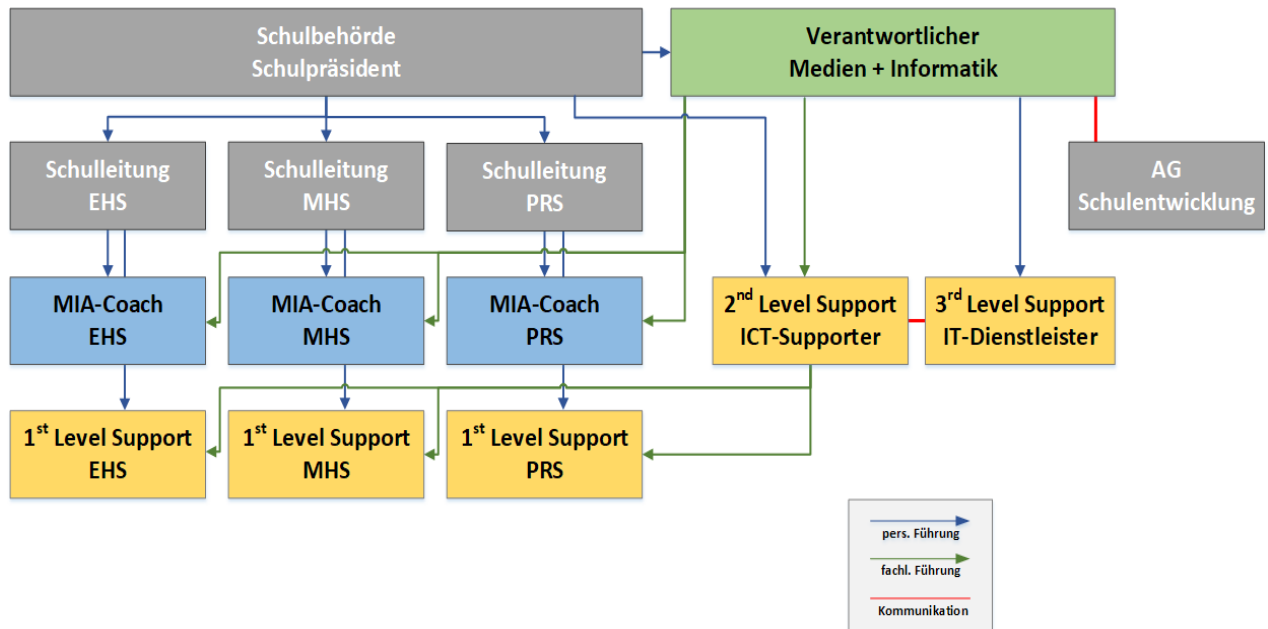 Schulbehörde
Schulpräsident
Verantwortlicher
Medien + Informatik
Schulleitung
EHS
Schulleitung
MHS
Schulleitung
PRS
AG
Schulentwicklung
MIA-Coach
EHS
MIA-Coach
MHS
MIA-Coach
PRS
2nd Level Support
ICT-Supporter
3rd Level Support
IT-Dienstleister
1st Level Support
EHS
1st Level Support
MHS
1st Level Support
PRS
pers. Führung
fachl. Führung
Kommunikation